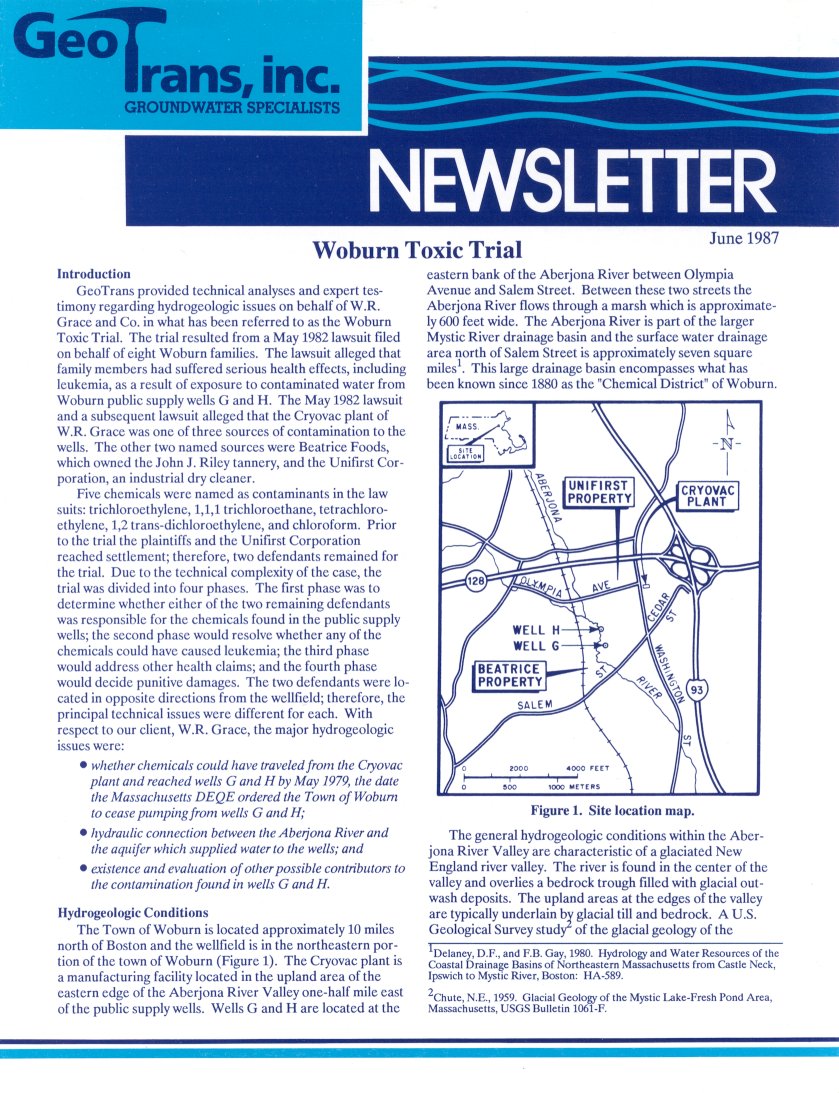 GeoTrans, inc.
GROUNDWATER SPECIALISTS
NEWSLETTER
June 1987
Woburn Toxic Trial
Introduction
GeoTrans provided technical analyses and expert tes-
timony regarding hydrogeologic issues on behalf of W.R.
Grace and Co. in what has been referred to as the Woburn
Toxic Trial. The trial resulted from a May 1982 lawsuit filed
on behalf of eight Woburn families. The lawsuit alleged that
family members had suffered serious health effects, including
leukemia, as a result of exposure to contaminated water from
Woburn public supply wells G and H. The May 1982 lawsuit
and a subsequent lawsuit alleged that the Cryovac plant of
W.R. Grace was one of three sources of contamination to the
wells. The other two named sources were Beatrice Foods,
which owned the John J. Riley tannery, and the Unifirst Cor-
poration, an industrial dry cleaner.
Five chemicals were named as contaminants in the law
suits: trichloroethylene, 1,1,1 trichloroethane, tetrachloro-
ethylene, 1,2 trans-dichloroethylene, and chloroform. Prior
to the trial the plaintiffs and the Unifirst Corporation
reached settlement; therefore, two defendants remained for
the trial. Due to the technical complexity of the case, the
trial was divided into four phases. The first phase was to
determine whether either of the two remaining defendants
was responsible for the chemicals found in the public supply
wells; the second phase would resolve whether any of the
chemicals could have caused leukemia; the third phase
would address other health claims; and the fourth phase
would decide punitive damages. The two defendants were lo-
cated in opposite directions from the wellfield; therefore, the
principal technical issues were different for each. With
respect to our client, W.R. Grace, the major hydrogeologic
issues were:
● whether chemicals could have traveled from the Cryovac
plant and reached wells G and H by May 1979, the date
the Massachusetts DEQE ordered the Town of Woburn
to cease pumping from wells G and H;
● hydraulic connection between the Aberjona River and
the aquifer which supplied water to the wells; and
● existence and evaluation of other possible contributors to
the contamination found in wells G and H.
Hydrogeologic Conditions
The Town of Woburn is located approximately 10 miles
north of Boston and the wellfield is in the northeastern por-
tion of the town of Woburn (Figure 1). The Cryovac plant is
a manufacturing facility located in the upland area of the
eastern edge of the Aberjona River Valley one-half mile east
of the public supply wells. Wells G and H are located at the
eastern bank of the Aberjona River between Olympia
Avenue and Salem Street. Between these two streets the
Aberjona River flows through a marsh which is approximate-
ly 600 feet wide. The Aberjona River is part of the larger
Mystic River drainage basin and the surface water drainage
area north of Salem Street is approximately seven square
miles1. This large drainage basin encompasses what has
been known since 1880 as the "Chemical District" of Woburn.
MASS.
SITE
LOCATION
-N-
ABERJONA
UNIFIRST
PROPERTY
CRYOVAC
PLANT
128
OLYMPIA AVE.
CEDAR ST
WELL H
WELL G
BEATRICE
PROPERTY
SALEM ST.
RIVER
WASHINGTON ST
93
0 2000 4000 FEET
0 500 1000 METERS
Figure 1. Site location map.
The general hydrogeologic conditions within the Aber-
jona River Valley are characteristic of a glaciated New
England river valley. The river is found in the center of the
valley and overlies a bedrock trough filled with glacial out-
wash deposits. The upland areas at the edges of the valley
are typically underlain by glacial till and bedrock. A U.S.
Geological Survey study2 of the glacial geology of the
1Delaney, D.F., and F.B. Gay, 1980. Hydrology and Water Resources of the
Coastal Drainage Basins of Northeastern Massachusetts from Castle Neck,
Ipswich to Mystic River, Boston: HA-589.
2Chute, N.E., 1959. Glacial Geology of the Mystic Lake-Fresh Pond Area,
Massachusetts, USGS Bulletin 1061-F.